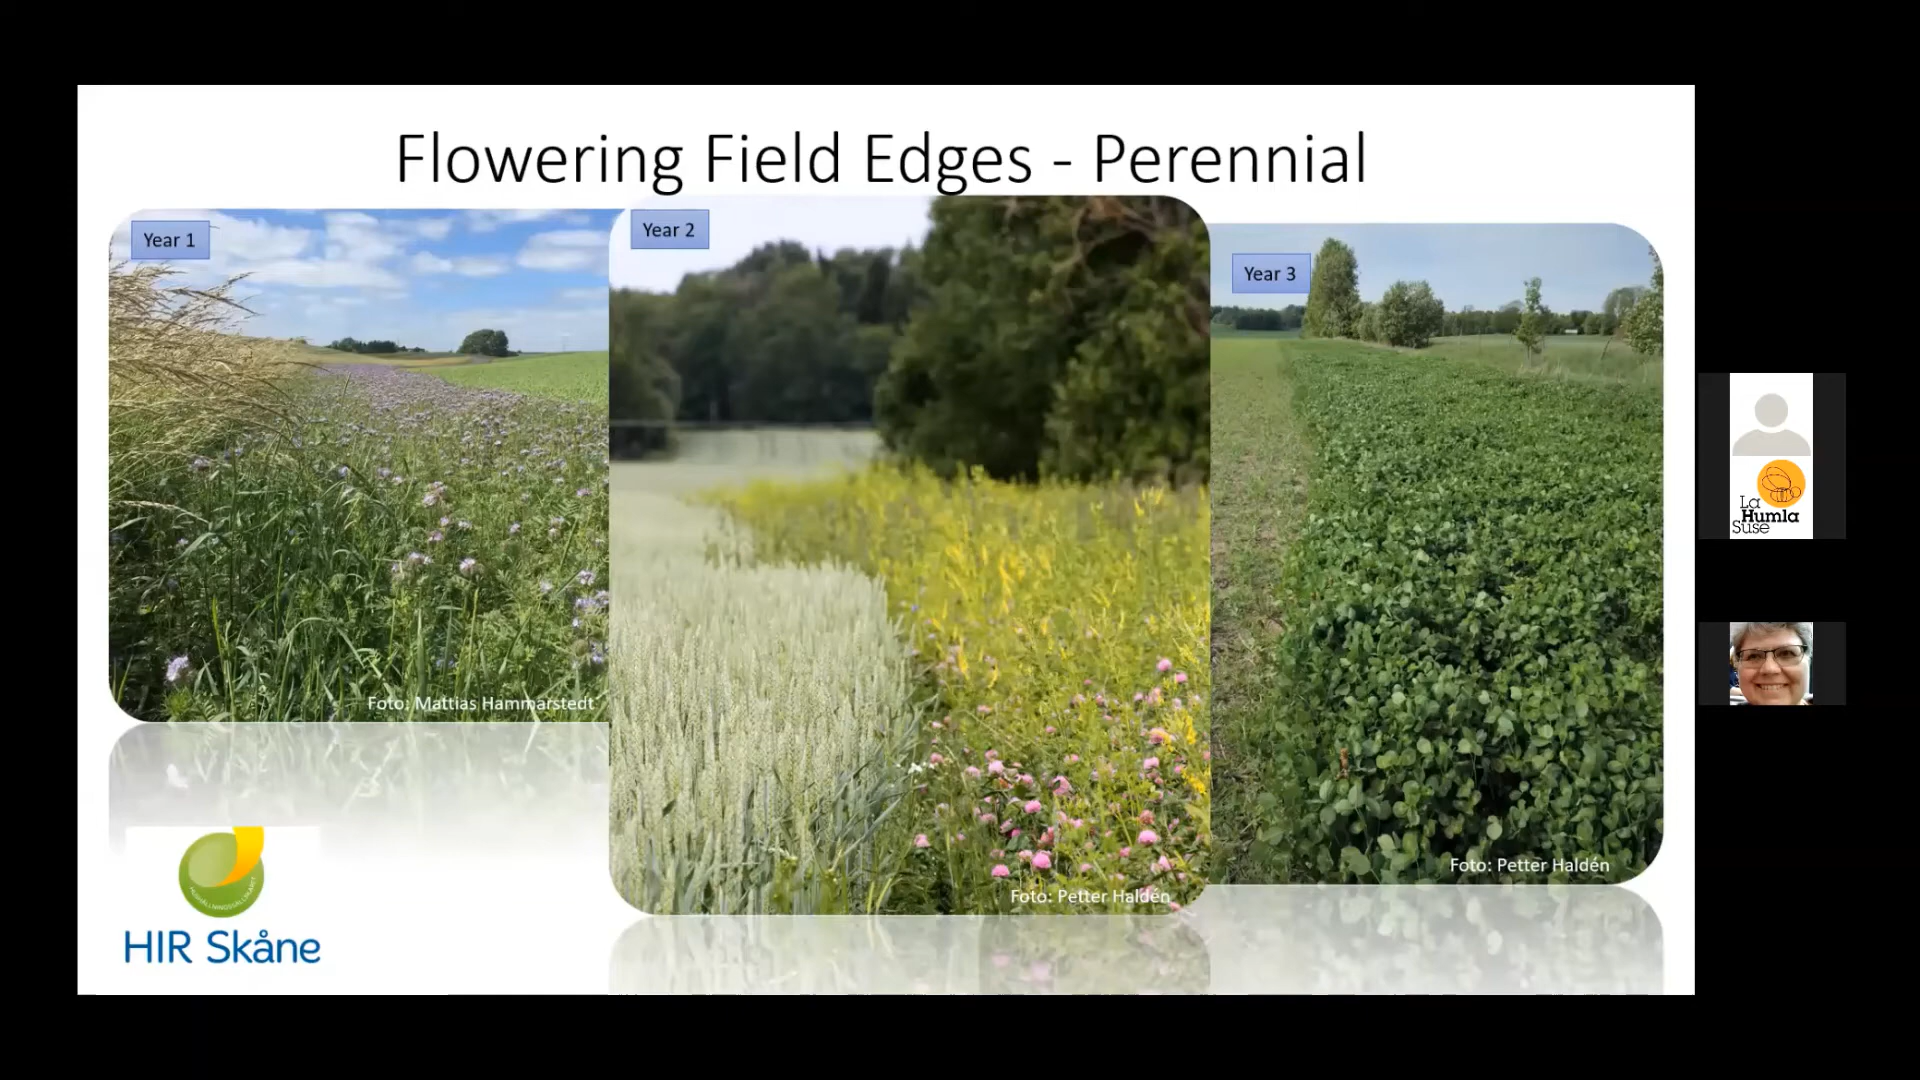 Flowering Field Edges - Perennial
Year 1
Year 2
Year 3
Foto: Mattias Hammarstedt
Foto: Petter Haldén
Foto: Petter Haldén
HIR Skåne
La
Humla
Suse